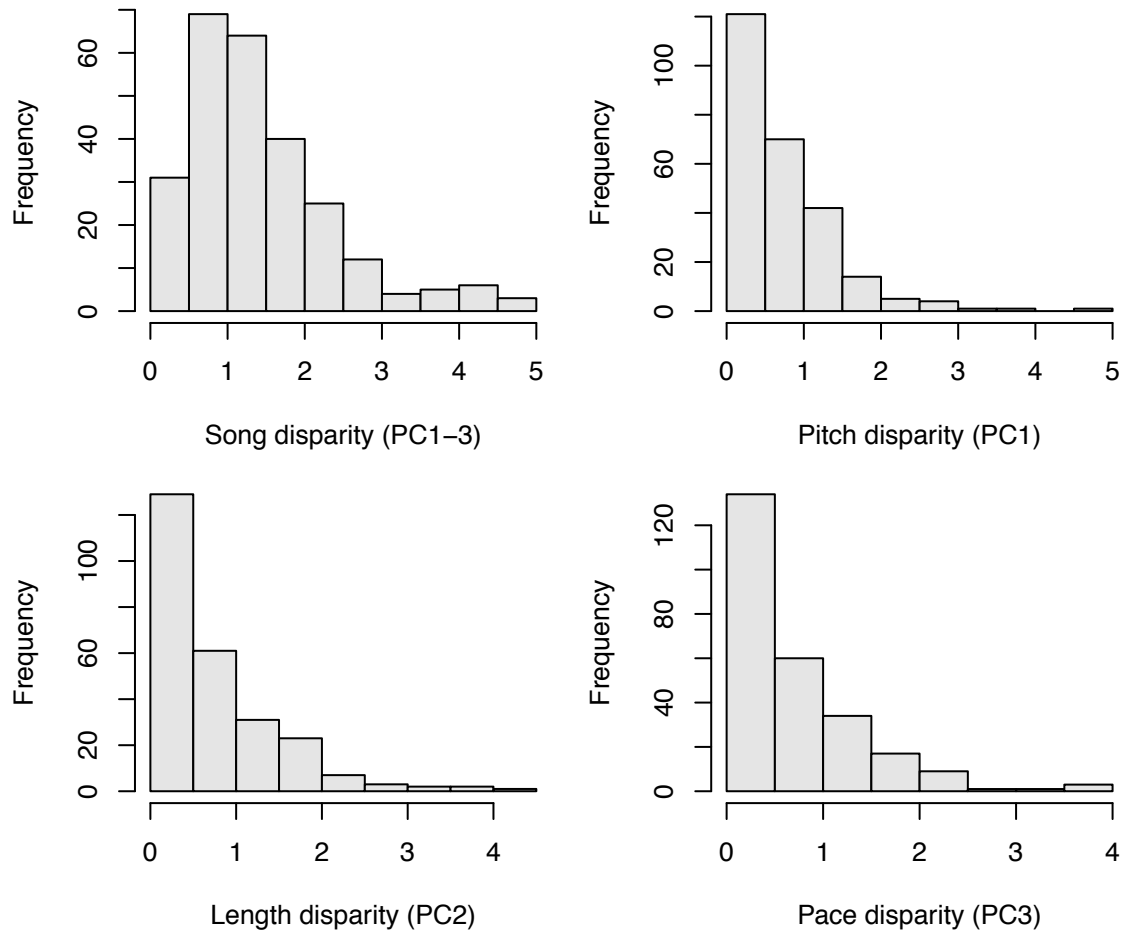 Frequency
0 20 40 60
0 1 2 3 4 5
Song disparity (PC1−3)
Frequency
0 20 60 100
0 1 2 3 4 5
Pitch disparity (PC1)
Frequency
0 20 60 100
0 1 2 3 4
Length disparity (PC2)
Frequency
0 40 80 120
0 1 2 3 4
Pace disparity (PC3)